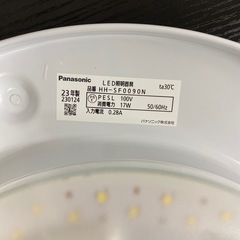 Panasonic
LED照明器具
品番 HH-SF0090N
ta30℃
23年製
230124
PSE
PESL 100V
消費電力 17W
50/60Hz
入力電流 0.28A
パナソニック株式会社